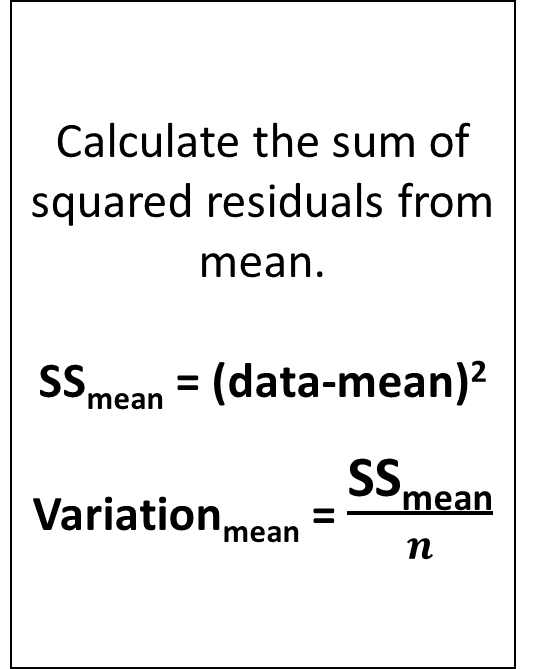 Calculate the sum of
squared residuals from
mean.
SSmean = (data-mean)²
Variationmean = SSmean / n